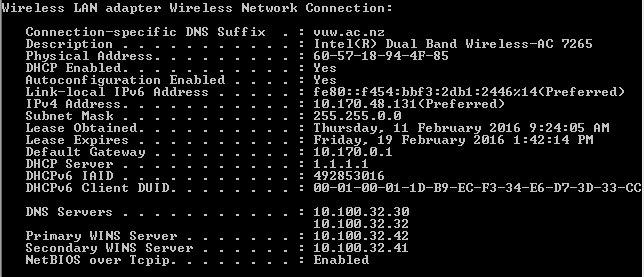 Wireless LAN adapter Wireless Network Connection:
Connection-specific DNS Suffix . : vuw.ac.nz
Description . . . . . . . . . . . : Intel(R) Dual Band Wireless-AC 7265
Physical Address. . . . . . . . . : 60-57-18-94-4F-85
DHCP Enabled. . . . . . . . . . . : Yes
Autoconfiguration Enabled . . . . : Yes
Link-local IPv6 Address . . . . . : fe80::f454:bbf3:2db1:2446%14(Preferred)
IPv4 Address. . . . . . . . . . . : 10.170.48.131(Preferred)
Subnet Mask . . . . . . . . . . . : 255.255.0.0
Lease Obtained. . . . . . . . . . : Thursday, 11 February 2016 9:24:05 AM
Lease Expires . . . . . . . . . . : Friday, 19 February 2016 1:42:14 PM
Default Gateway . . . . . . . . . : 10.170.0.1
DHCP Server . . . . . . . . . . . : 1.1.1.1
DHCPv6 IAID . . . . . . . . . . . : 492853016
DHCPv6 Client DUID. . . . . . . . : 00-01-00-01-1D-B9-EC-F3-34-E6-D7-3D-33-CC
DNS Servers . . . . . . . . . . . : 10.100.32.30
10.100.32.32
Primary WINS Server . . . . . . . : 10.100.32.42
Secondary WINS Server . . . . . . : 10.100.32.41
NetBIOS over Tcpip. . . . . . . . : Enabled